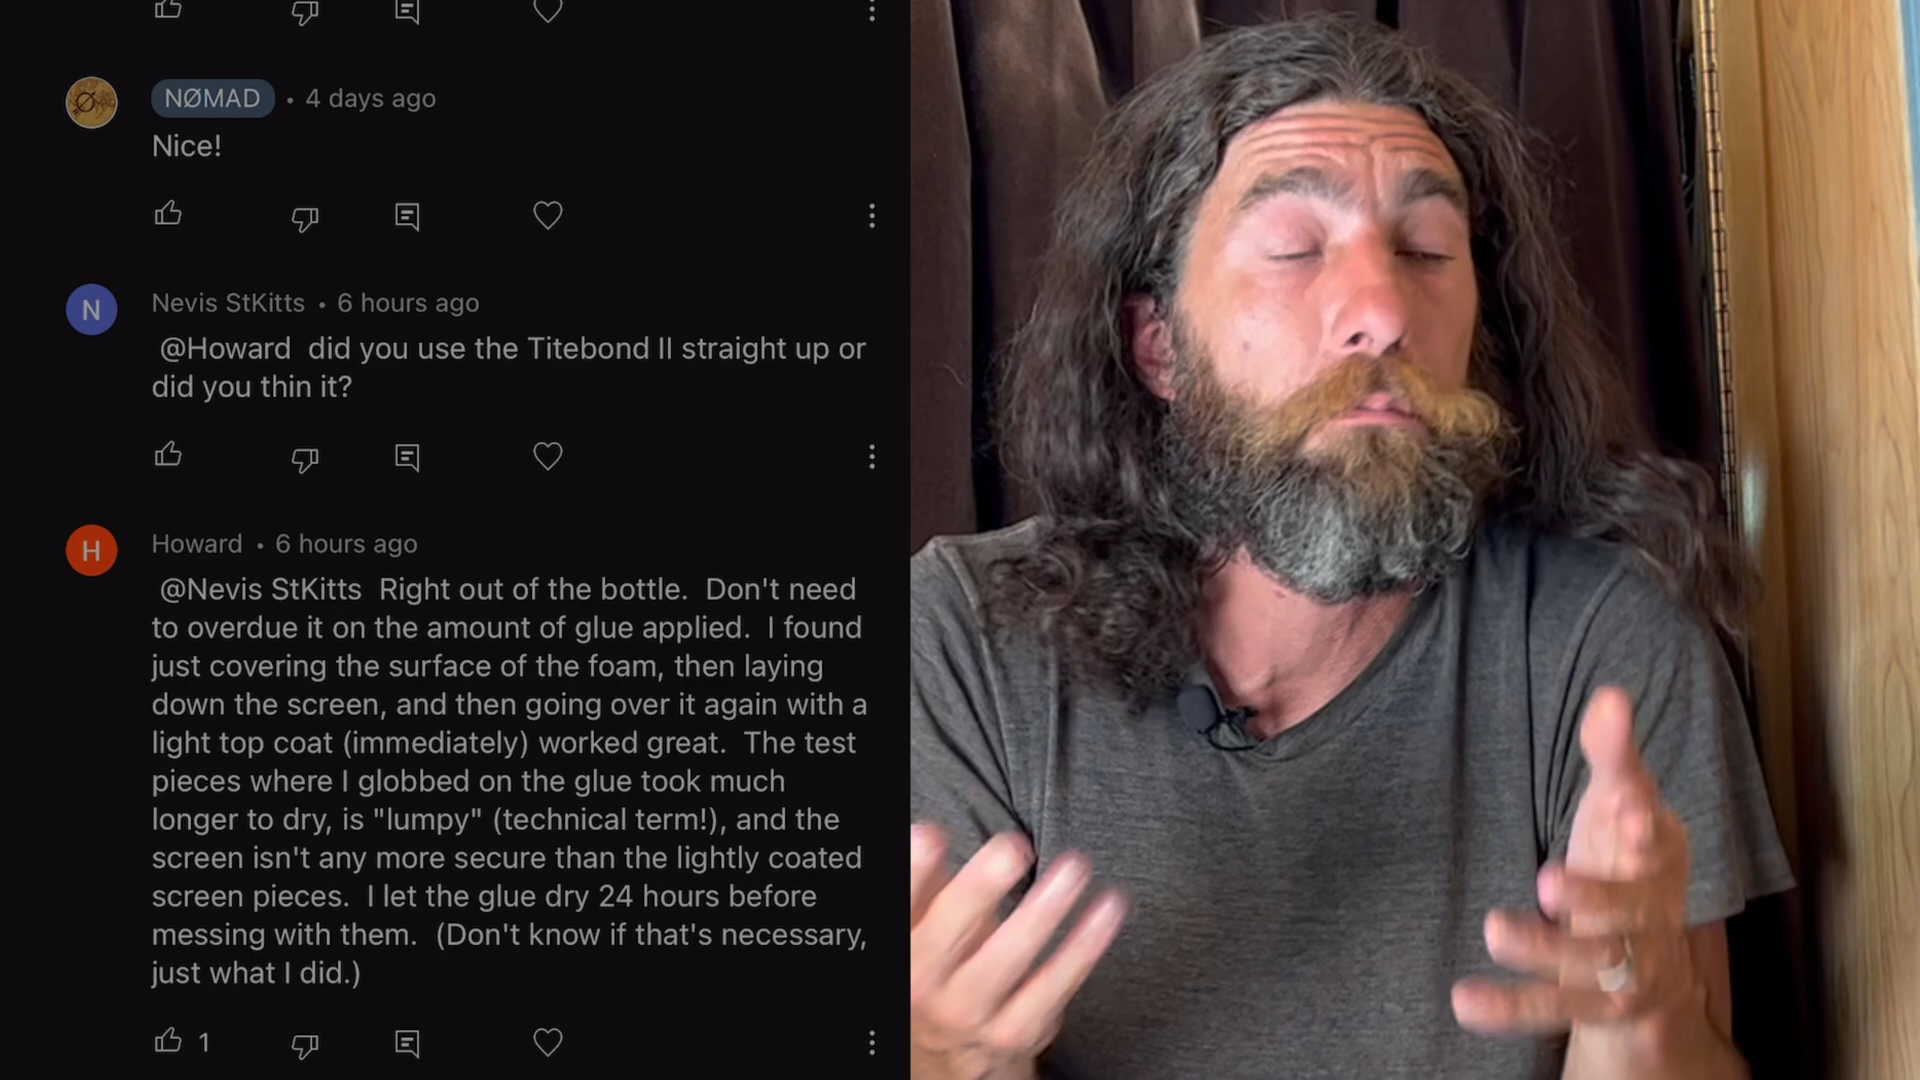 NØMAD • 4 days ago
Nice!
N
Nevis StKitts • 6 hours ago
@Howard did you use the Titebond II straight up or
did you thin it?
H
Howard • 6 hours ago
@Nevis StKitts Right out of the bottle. Don't need
to overdue it on the amount of glue applied. I found
just covering the surface of the foam, then laying
down the screen, and then going over it again with a
light top coat (immediately) worked great. The test
pieces where I globbed on the glue took much
longer to dry, is "lumpy" (technical term!), and the
screen isn't any more secure than the lightly coated
screen pieces. I let the glue dry 24 hours before
messing with them. (Don't know if that's necessary,
just what I did.)
1